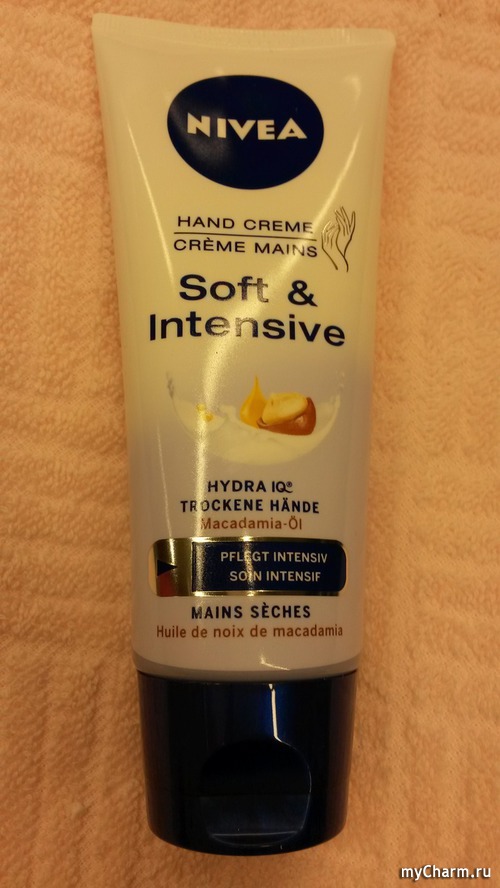 NIVEA
HAND CREME
CRÈME MAINS
Soft &
Intensive
HYDRA IQ®
TROCKENE HÄNDE
Macadamia-Öl
PFLEGT INTENSIV
SOIN INTENSIF
MAINS SÈCHES
Huile de noix de macadamia
myCharm.ru